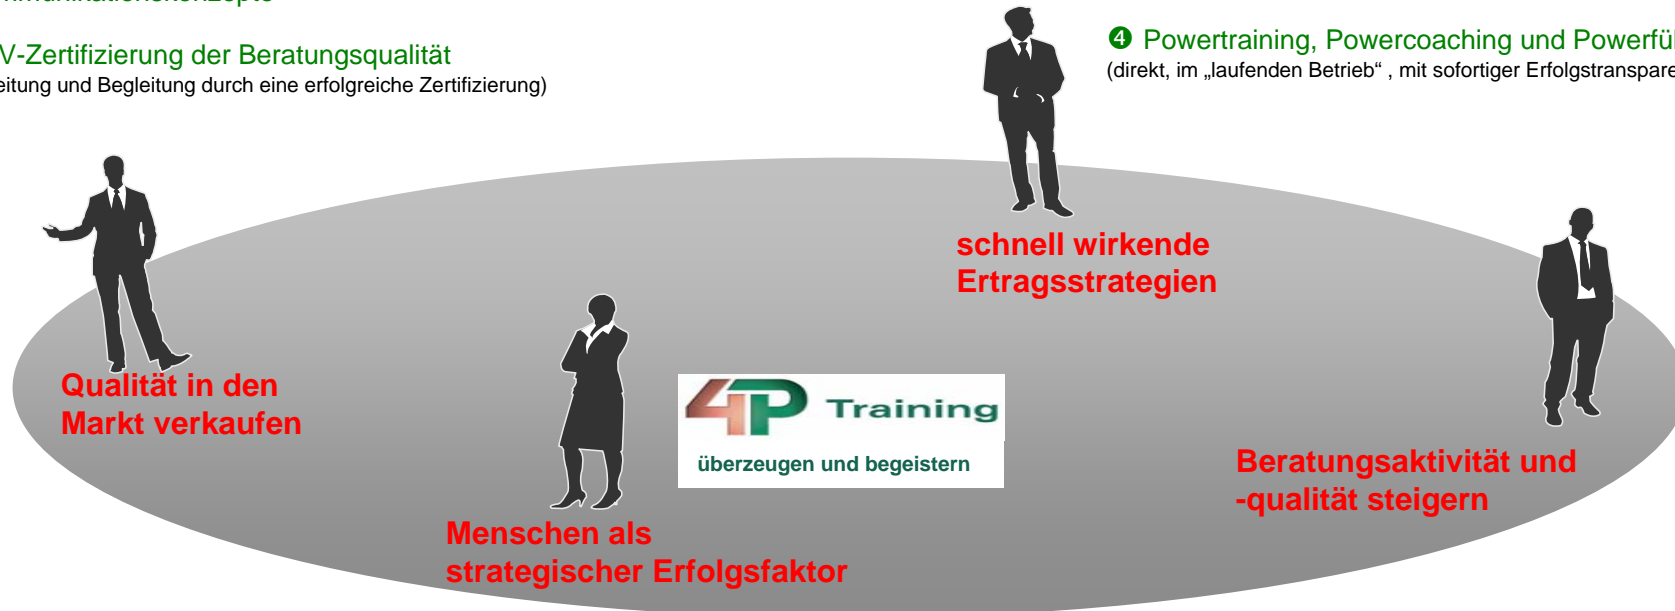 V-Zertifizierung der Beratungsqualität
eitung und Begleitung durch eine erfolgreiche Zertifizierung)
❹ Powertraining, Powercoaching und Powerfül
(direkt, im „laufenden Betrieb“ , mit sofortiger Erfolgstranspare
schnell wirkende
Ertragsstrategien
Qualität in den
Markt verkaufen
4P Training
überzeugen und begeistern
Beratungsaktivität und
-qualität steigern
Menschen als
strategischer Erfolgsfaktor